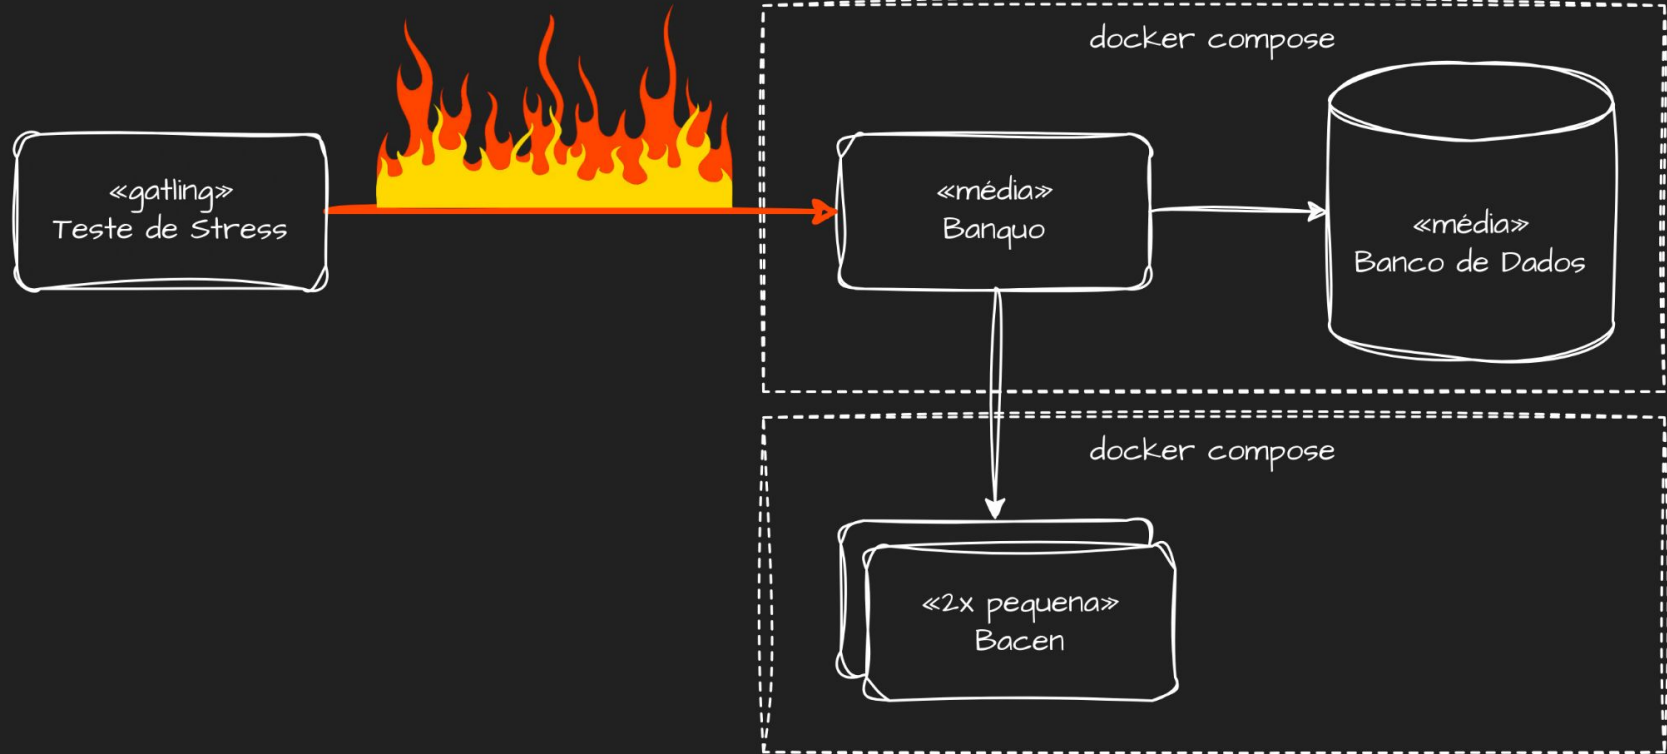 docker compose
«gatling»
Teste de Stress
«média»
Banquo
«média»
Banco de Dados
docker compose
«2x pequena»
Bacen